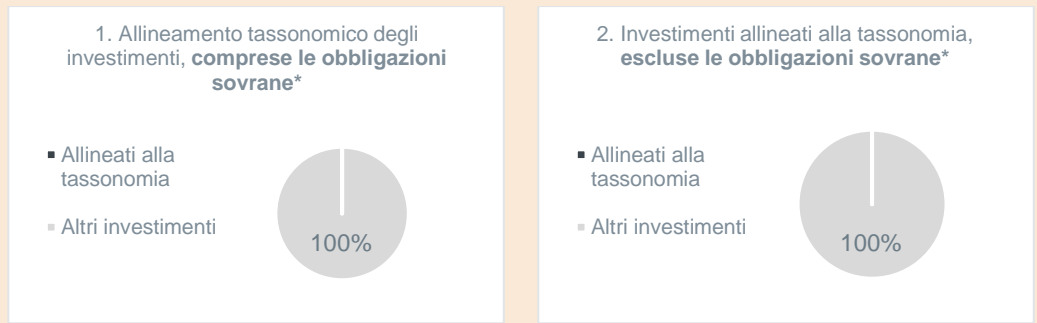 1. Allineamento tassonomico degli
investimenti, comprese le obbligazioni
sovrane*
Allineati alla
tassonomia
Altri investimenti
100%
2. Investimenti allineati alla tassonomia,
escluse le obbligazioni sovrane*
Allineati alla
tassonomia
Altri investimenti
100%